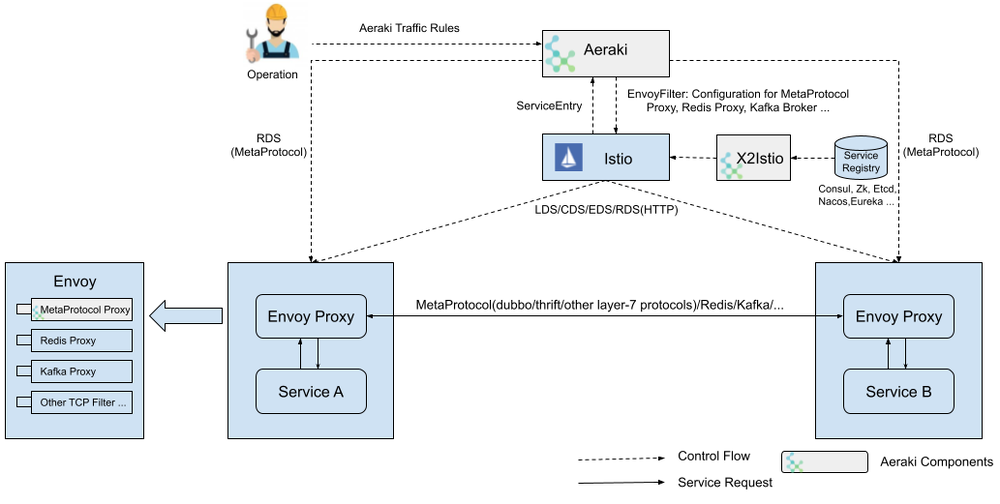 Aeraki Traffic Rules
Operation
Aeraki
ServiceEntry
EnvoyFilter: Configuration for MetaProtocol
Proxy, Redis Proxy, Kafka Broker ...
RDS
(MetaProtocol)
Istio
X2Istio
Service
Registry
Consul, Zk, Etcd,
Nacos,Eureka ...
RDS
(MetaProtocol)
LDS/CDS/EDS/RDS(HTTP)
Envoy
MetaProtocol Proxy
Redis Proxy
Kafka Proxy
Other TCP Filter ...
Envoy Proxy
Service A
MetaProtocol(dubbo/thrift/other layer-7 protocols)/Redis/Kafka/...
Envoy Proxy
Service B
Control Flow
Service Request
Aeraki Components